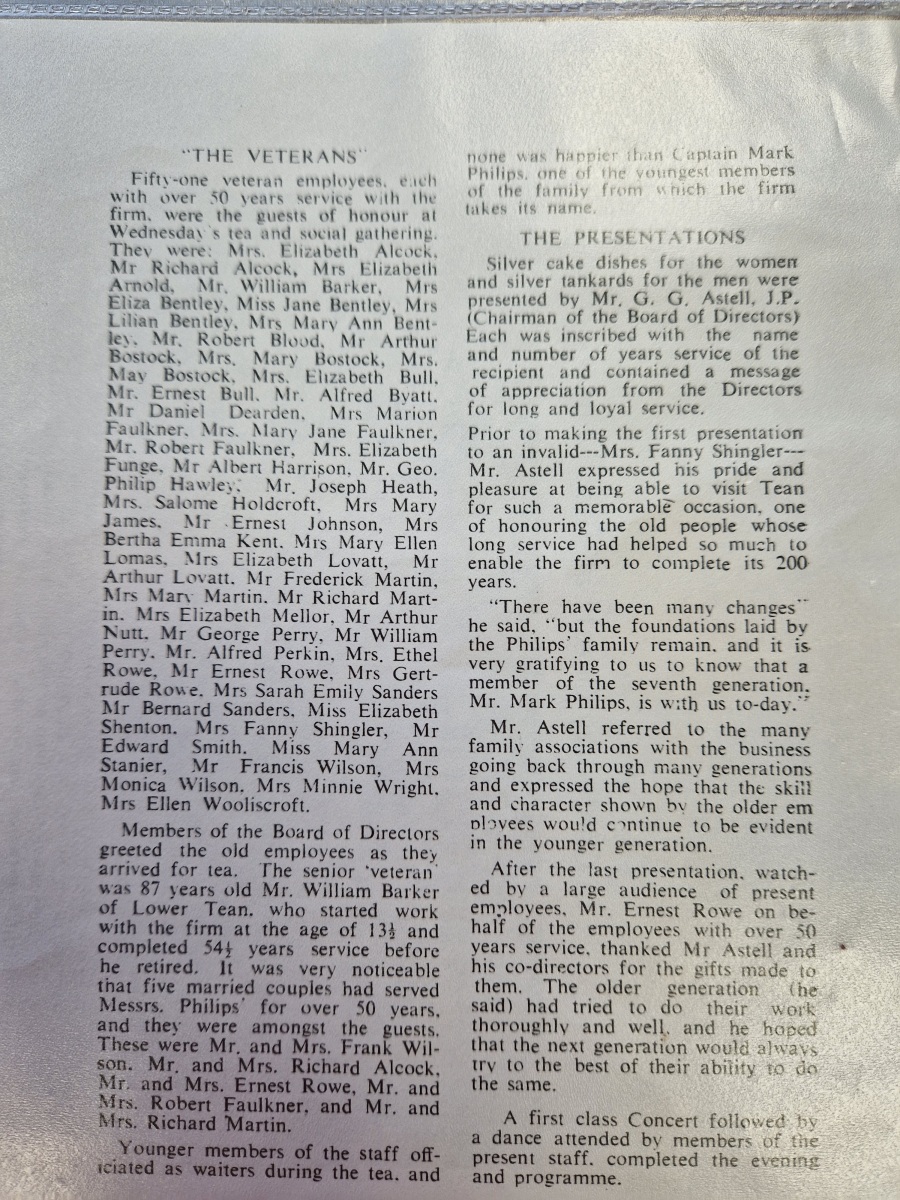 "THE VETERANS"
Fifty-one veteran employees, each
with over 50 years service with the
firm, were the guests of honour at
Wednesday's tea and social gathering.
They were: Mrs. Elizabeth Alcock,
Mr Richard Alcock, Mrs Elizabeth
Arnold, Mr. William Barker, Mrs
Eliza Bentley, Miss Jane Bentley, Mrs
Lilian Bentley, Mrs Mary Ann Bent-
ley, Mr. Robert Blood, Mr Arthur
Bostock, Mrs. Mary Bostock, Mrs.
May Bostock, Mrs. Elizabeth Bull,
Mr. Ernest Bull, Mr. Alfred Byatt,
Mr Daniel Dearden, Mrs Marion
Faulkner, Mrs. Mary Jane Faulkner,
Mr. Robert Faulkner, Mrs. Elizabeth
Funge, Mr Albert Harrison, Mr. Geo.
Philip Hawley, Mr. Joseph Heath,
Mrs. Salome Holdcroft, Mrs Mary
James, Mr Ernest Johnson, Mrs
Bertha Emma Kent, Mrs Mary Ellen
Lomas, Mrs Elizabeth Lovatt, Mr
Arthur Lovatt, Mr Frederick Martin,
Mrs Mary Martin, Mr Richard Mart-
in, Mrs Elizabeth Mellor, Mr Arthur
Nutt, Mr George Perry, Mr William
Perry, Mr. Alfred Perkin, Mrs. Ethel
Rowe, Mr Ernest Rowe, Mrs Gert-
rude Rowe, Mrs Sarah Emily Sanders
Mr Bernard Sanders, Miss Elizabeth
Shenton, Mrs Fanny Shingler, Mr
Edward Smith, Miss Mary Ann
Stanier, Mr Francis Wilson, Mrs
Monica Wilson, Mrs Minnie Wright,
Mrs Ellen Wooliscroft.
Members of the Board of Directors
greeted the old employees as they
arrived for tea. The senior 'veteran'
was 87 years old Mr. William Barker
of Lower Tean, who started work
with the firm at the age of 13½ and
completed 54½ years service before
he retired. It was very noticeable
that five married couples had served
Messrs. Philips' for over 50 years,
and they were amongst the guests.
These were Mr. and Mrs. Frank Wil-
son, Mr. and Mrs. Richard Alcock,
Mr. and Mrs. Ernest Rowe, Mr. and
Mrs. Robert Faulkner, and Mr. and
Mrs. Richard Martin.
Younger members of the staff off-
iciated as waiters during the tea, and
none was happier than Captain Mark
Philips, one of the youngest members
of the family from which the firm
takes its name.
THE PRESENTATIONS
Silver cake dishes for the women
and silver tankards for the men were
presented by Mr. G. G. Astell, J.P.
(Chairman of the Board of Directors)
Each was inscribed with the name
and number of years service of the
recipient and contained a message
of appreciation from the Directors
for long and loyal service.
Prior to making the first presentation
to an invalid---Mrs. Fanny Shingler---
Mr. Astell expressed his pride and
pleasure at being able to visit Tean
for such a memorable occasion, one
of honouring the old people whose
long service had helped so much to
enable the firm to complete its 200
years.
"There have been many changes"
he said, "but the foundations laid by
the Philips' family remain, and it is
very gratifying to us to know that a
member of the seventh generation,
Mr. Mark Philips, is with us to-day."
Mr. Astell referred to the many
family associations with the business
going back through many generations
and expressed the hope that the skill
and character shown by the older em
ployees would continue to be evident
in the younger generation.
After the last presentation, watch-
ed by a large audience of present
employees, Mr. Ernest Rowe on be-
half of the employees with over 50
years service, thanked Mr Astell and
his co-directors for the gifts made to
them. The older generation (he
said) had tried to do their work
thoroughly and well, and he hoped
that the next generation would always
try to the best of their ability to do
the same.
A first class Concert followed by
a dance attended by members of the
present staff, completed the evening
and programme.